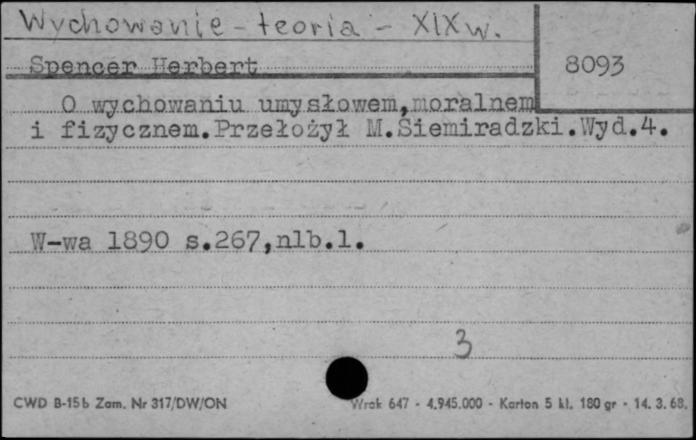 Wychowanie - teoria - XIX w.
Spencer Herbert
8093
O wychowaniu umysłowem,moralnem
i fizycznem.Przełożył M.Siemiradzki.Wyd.4.
W-wa 1890 s.267,nlb.1.
3
CWD B-15b Zam. Nr 317/DW/ON
Wrok 647 - 4.945.000 - Karton 5 kl. 180 gr - 14. 3. 68.